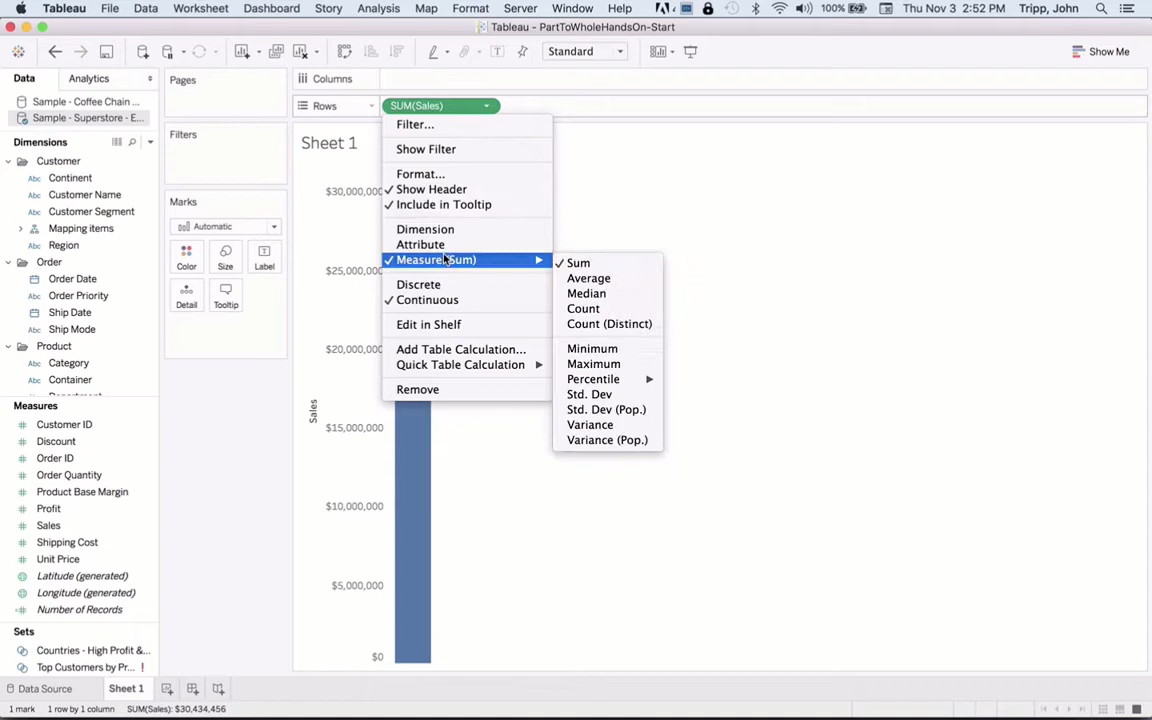 Tableau File Data Worksheet Dashboard Story Analysis Map Format Server Window Help 100% Thu Nov 3 2:52 PM Tripp, John
Tableau - PartToWholeHandsOn-Start
Standard Show Me
Data Analytics
Sample - Coffee Chain ...
Sample - Superstore - E...
Dimensions
Customer
Abc Continent
Abc Customer Name
Abc Customer Segment
Mapping items
Abc Region
Order
Order Date
Abc Order Priority
Ship Date
Abc Ship Mode
Product
Abc Category
Abc Container
Measures
# Customer ID
# Discount
# Order ID
# Order Quantity
# Product Base Margin
# Profit
# Sales
# Shipping Cost
# Unit Price
Latitude (generated)
Longitude (generated)
Number of Records
Sets
Countries - High Profit &...
Top Customers by Pr... !
Pages
Filters
Marks
Automatic
Color Size Label
Detail Tooltip
Columns
Rows SUM(Sales)
Sheet 1
$30,000,000
$25,000,000
$20,000,000
$15,000,000
$10,000,000
$5,000,000
$0
Sales
Filter...
Show Filter
Format...
✓ Show Header
✓ Include in Tooltip
Dimension
Attribute
✓ Measure (Sum)
Discrete
✓ Continuous
Edit in Shelf
Add Table Calculation...
Quick Table Calculation
Remove
✓ Sum
Average
Median
Count
Count (Distinct)
Minimum
Maximum
Percentile
Std. Dev
Std. Dev (Pop.)
Variance
Variance (Pop.)
Data Source Sheet 1
1 mark 1 row by 1 column SUM(Sales): $30,434,456